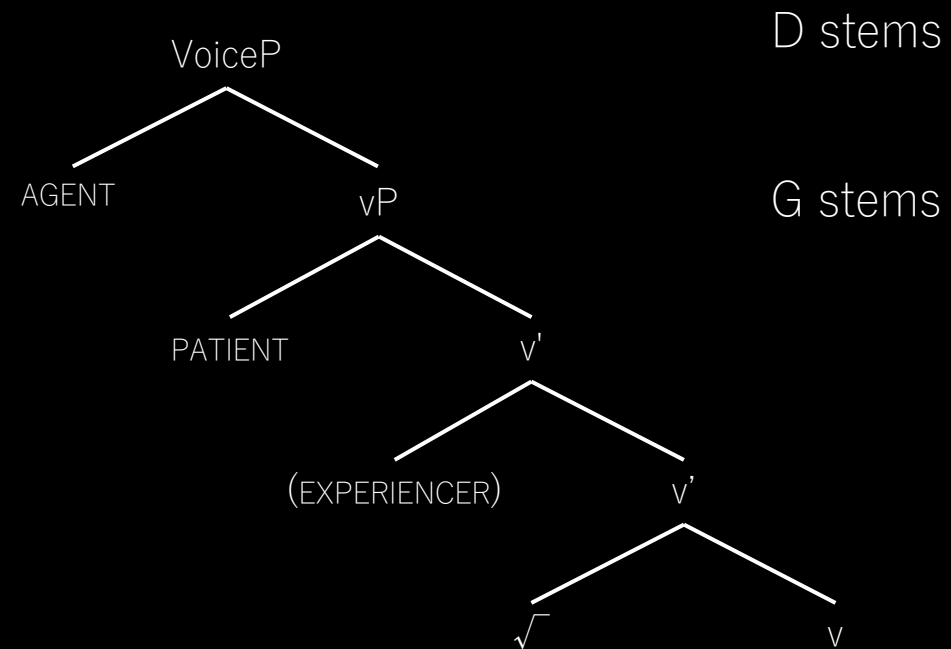 D stems
VoiceP
AGENT
vP
G stems
PATIENT
v'
(EXPERIENCER)
v’
√
v